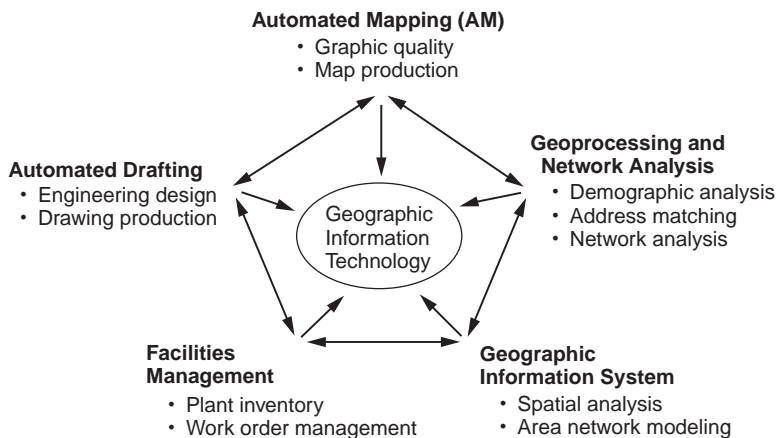 Automated Mapping (AM)
• Graphic quality
• Map production
Automated Drafting
• Engineering design
• Drawing production
Geoprocessing and
Network Analysis
• Demographic analysis
• Address matching
• Network analysis
Geographic
Information
Technology
Facilities
Management
• Plant inventory
• Work order management
Geographic
Information System
• Spatial analysis
• Area network modeling